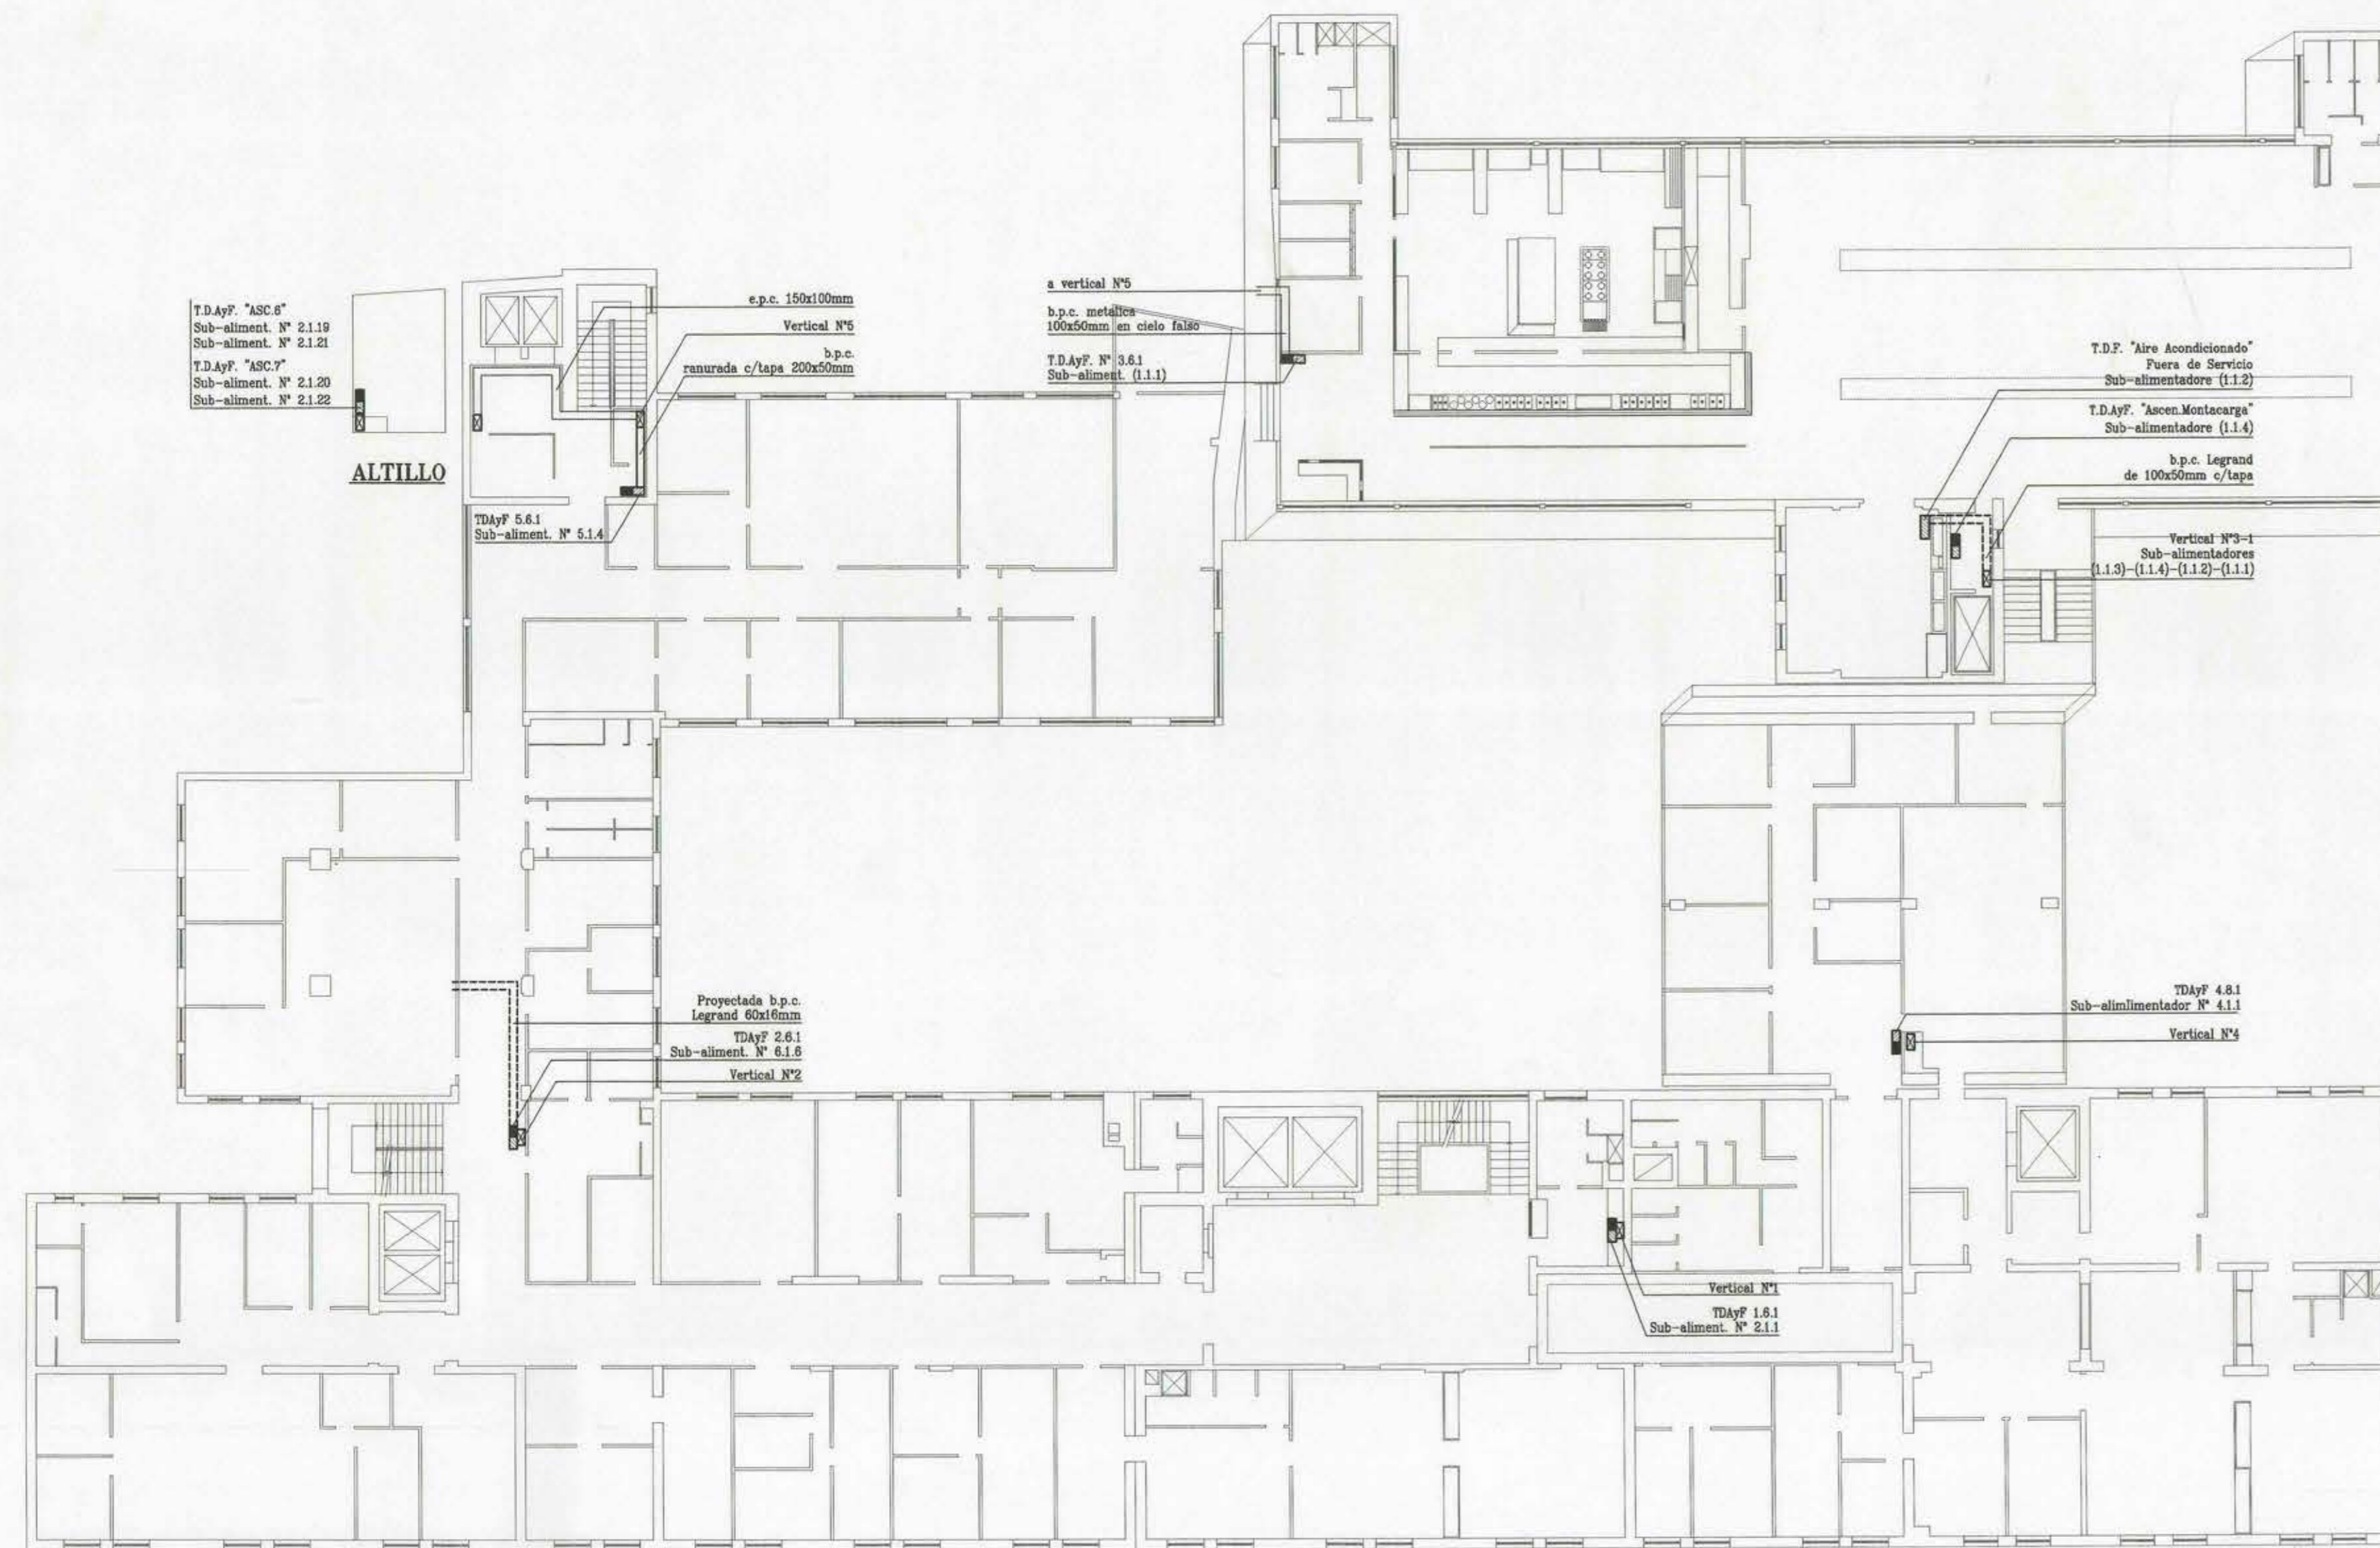 T.D.AyF. "ASC.6"
Sub-aliment. N° 2.1.19
Sub-aliment. N° 2.1.21
T.D.AyF. "ASC.7"
Sub-aliment. N° 2.1.20
Sub-aliment. N° 2.1.22
ALTILLO
e.p.c. 150x100mm
Vertical N°5
b.p.c.
ranurada c/tapa 200x50mm
TDAyF 5.6.1
Sub-aliment. N° 5.1.4
a vertical N°5
b.p.c. metalica
100x50mm en cielo falso
T.D.AyF. N° 3.6.1
Sub-aliment. (1.1.1)
T.D.F. "Aire Acondicionado"
Fuera de Servicio
Sub-alimentadore (1.1.2)
T.D.AyF. "Ascen.Montacarga"
Sub-alimentadore (1.1.4)
b.p.c. Legrand
de 100x50mm c/tapa
Vertical N°3-1
Sub-alimentadores
(1.1.3)-(1.1.4)-(1.1.2)-(1.1.1)
Proyectada b.p.c.
Legrand 60x16mm
TDAyF 2.6.1
Sub-aliment. N° 6.1.6
Vertical N°2
TDAyF 4.6.1
Sub-alimlimentador N° 4.1.1
Vertical N°4
Vertical N°1
TDAyF 1.6.1
Sub-aliment. N° 2.1.1